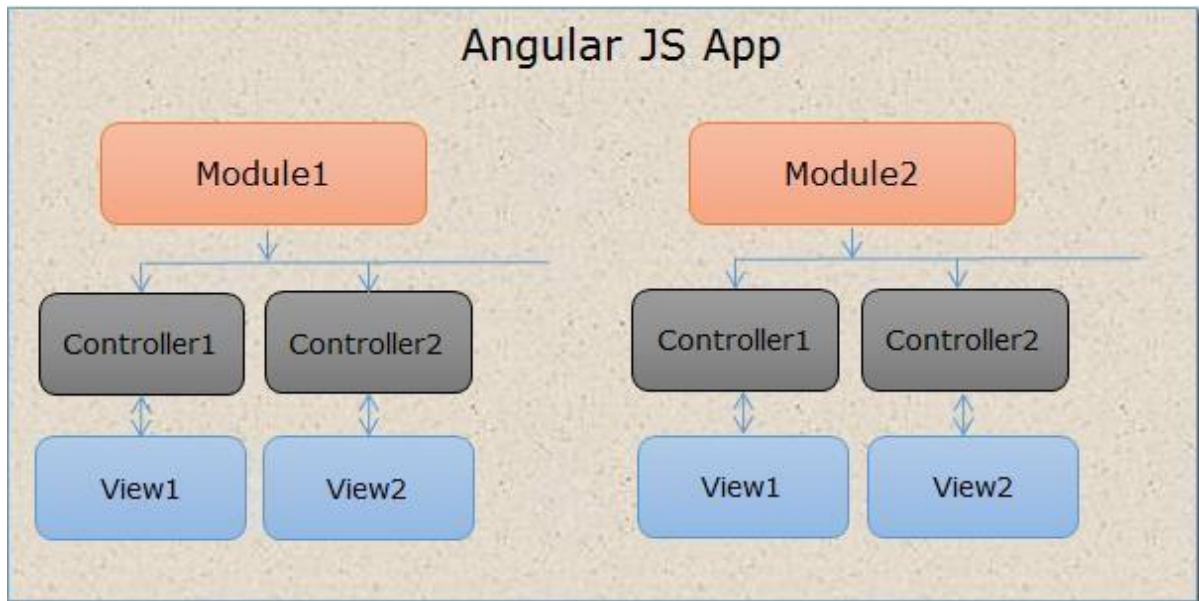 Angular JS App
Module1
Module2
Controller1
Controller2
Controller1
Controller2
View1
View2
View1
View2